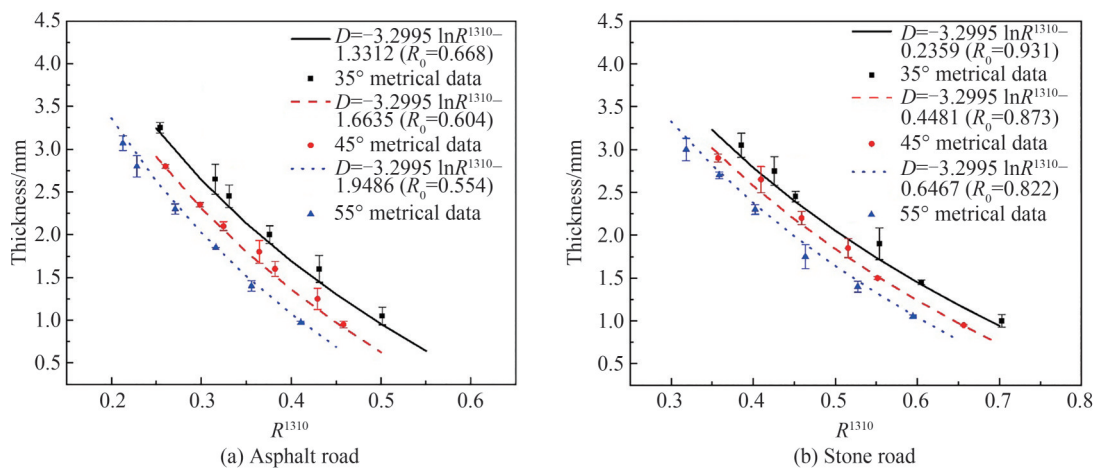 4.5
4.0
3.5
3.0
2.5
2.0
1.5
1.0
0.5
Thickness/mm
D=−3.2995 lnR¹³¹⁰−
1.3312 (R₀=0.668)
35° metrical data
D=−3.2995 lnR¹³¹⁰−
1.6635 (R₀=0.604)
45° metrical data
D=−3.2995 lnR¹³¹⁰−
1.9486 (R₀=0.554)
55° metrical data
0.2 0.3 0.4 0.5 0.6
R¹³¹⁰
(a) Asphalt road
4.5
4.0
3.5
3.0
2.5
2.0
1.5
1.0
0.5
Thickness/mm
D=−3.2995 lnR¹³¹⁰−
0.2359 (R₀=0.931)
35° metrical data
D=−3.2995 lnR¹³¹⁰−
0.4481 (R₀=0.873)
45° metrical data
D=−3.2995 lnR¹³¹⁰−
0.6467 (R₀=0.822)
55° metrical data
0.3 0.4 0.5 0.6 0.7 0.8
R¹³¹⁰
(b) Stone road